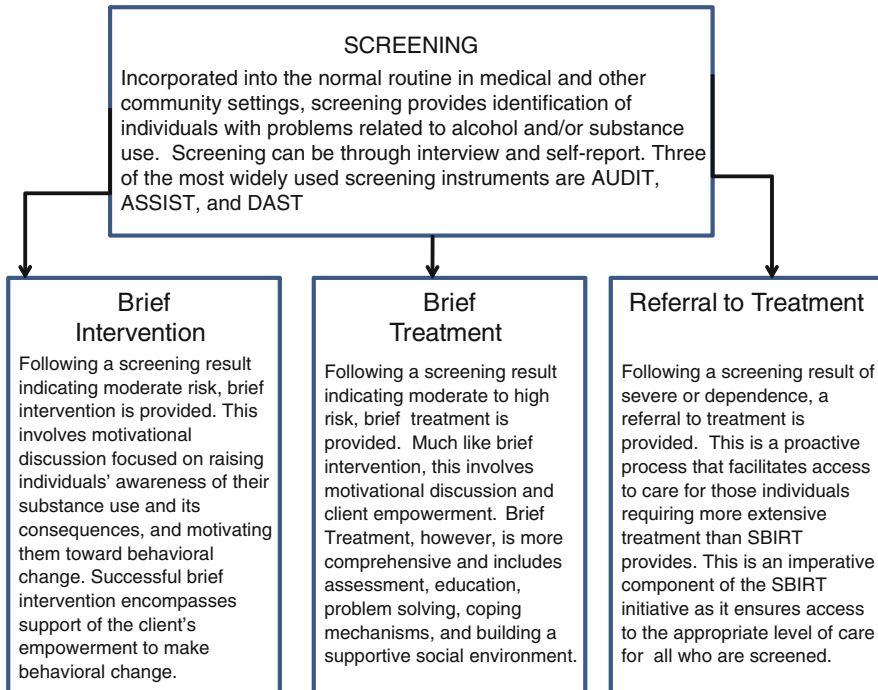 SCREENING
Incorporated into the normal routine in medical and other
community settings, screening provides identification of
individuals with problems related to alcohol and/or substance
use.  Screening can be through interview and self-report. Three
of the most widely used screening instruments are AUDIT,
ASSIST, and DAST
Brief
Intervention
Following a screening result
indicating moderate risk, brief
intervention is provided. This
involves motivational
discussion focused on raising
individuals’ awareness of their
substance use and its
consequences, and motivating
them toward behavioral
change. Successful brief
intervention encompasses
support of the client’s
empowerment to make
behavioral change.
Brief
Treatment
Following a screening result
indicating moderate to high
risk, brief  treatment is
provided.  Much like brief
intervention, this involves
motivational discussion and
client empowerment. Brief
Treatment, however, is more
comprehensive and includes
assessment, education,
problem solving, coping
mechanisms, and building a
supportive social environment.
Referral to Treatment
Following a screening result of
severe or dependence, a
referral to treatment is
provided.  This is a proactive
process that facilitates access
to care for those individuals
requiring more extensive
treatment than SBIRT
provides. This is an imperative
component of the SBIRT
initiative as it ensures access
to the appropriate level of care
for  all who are screened.